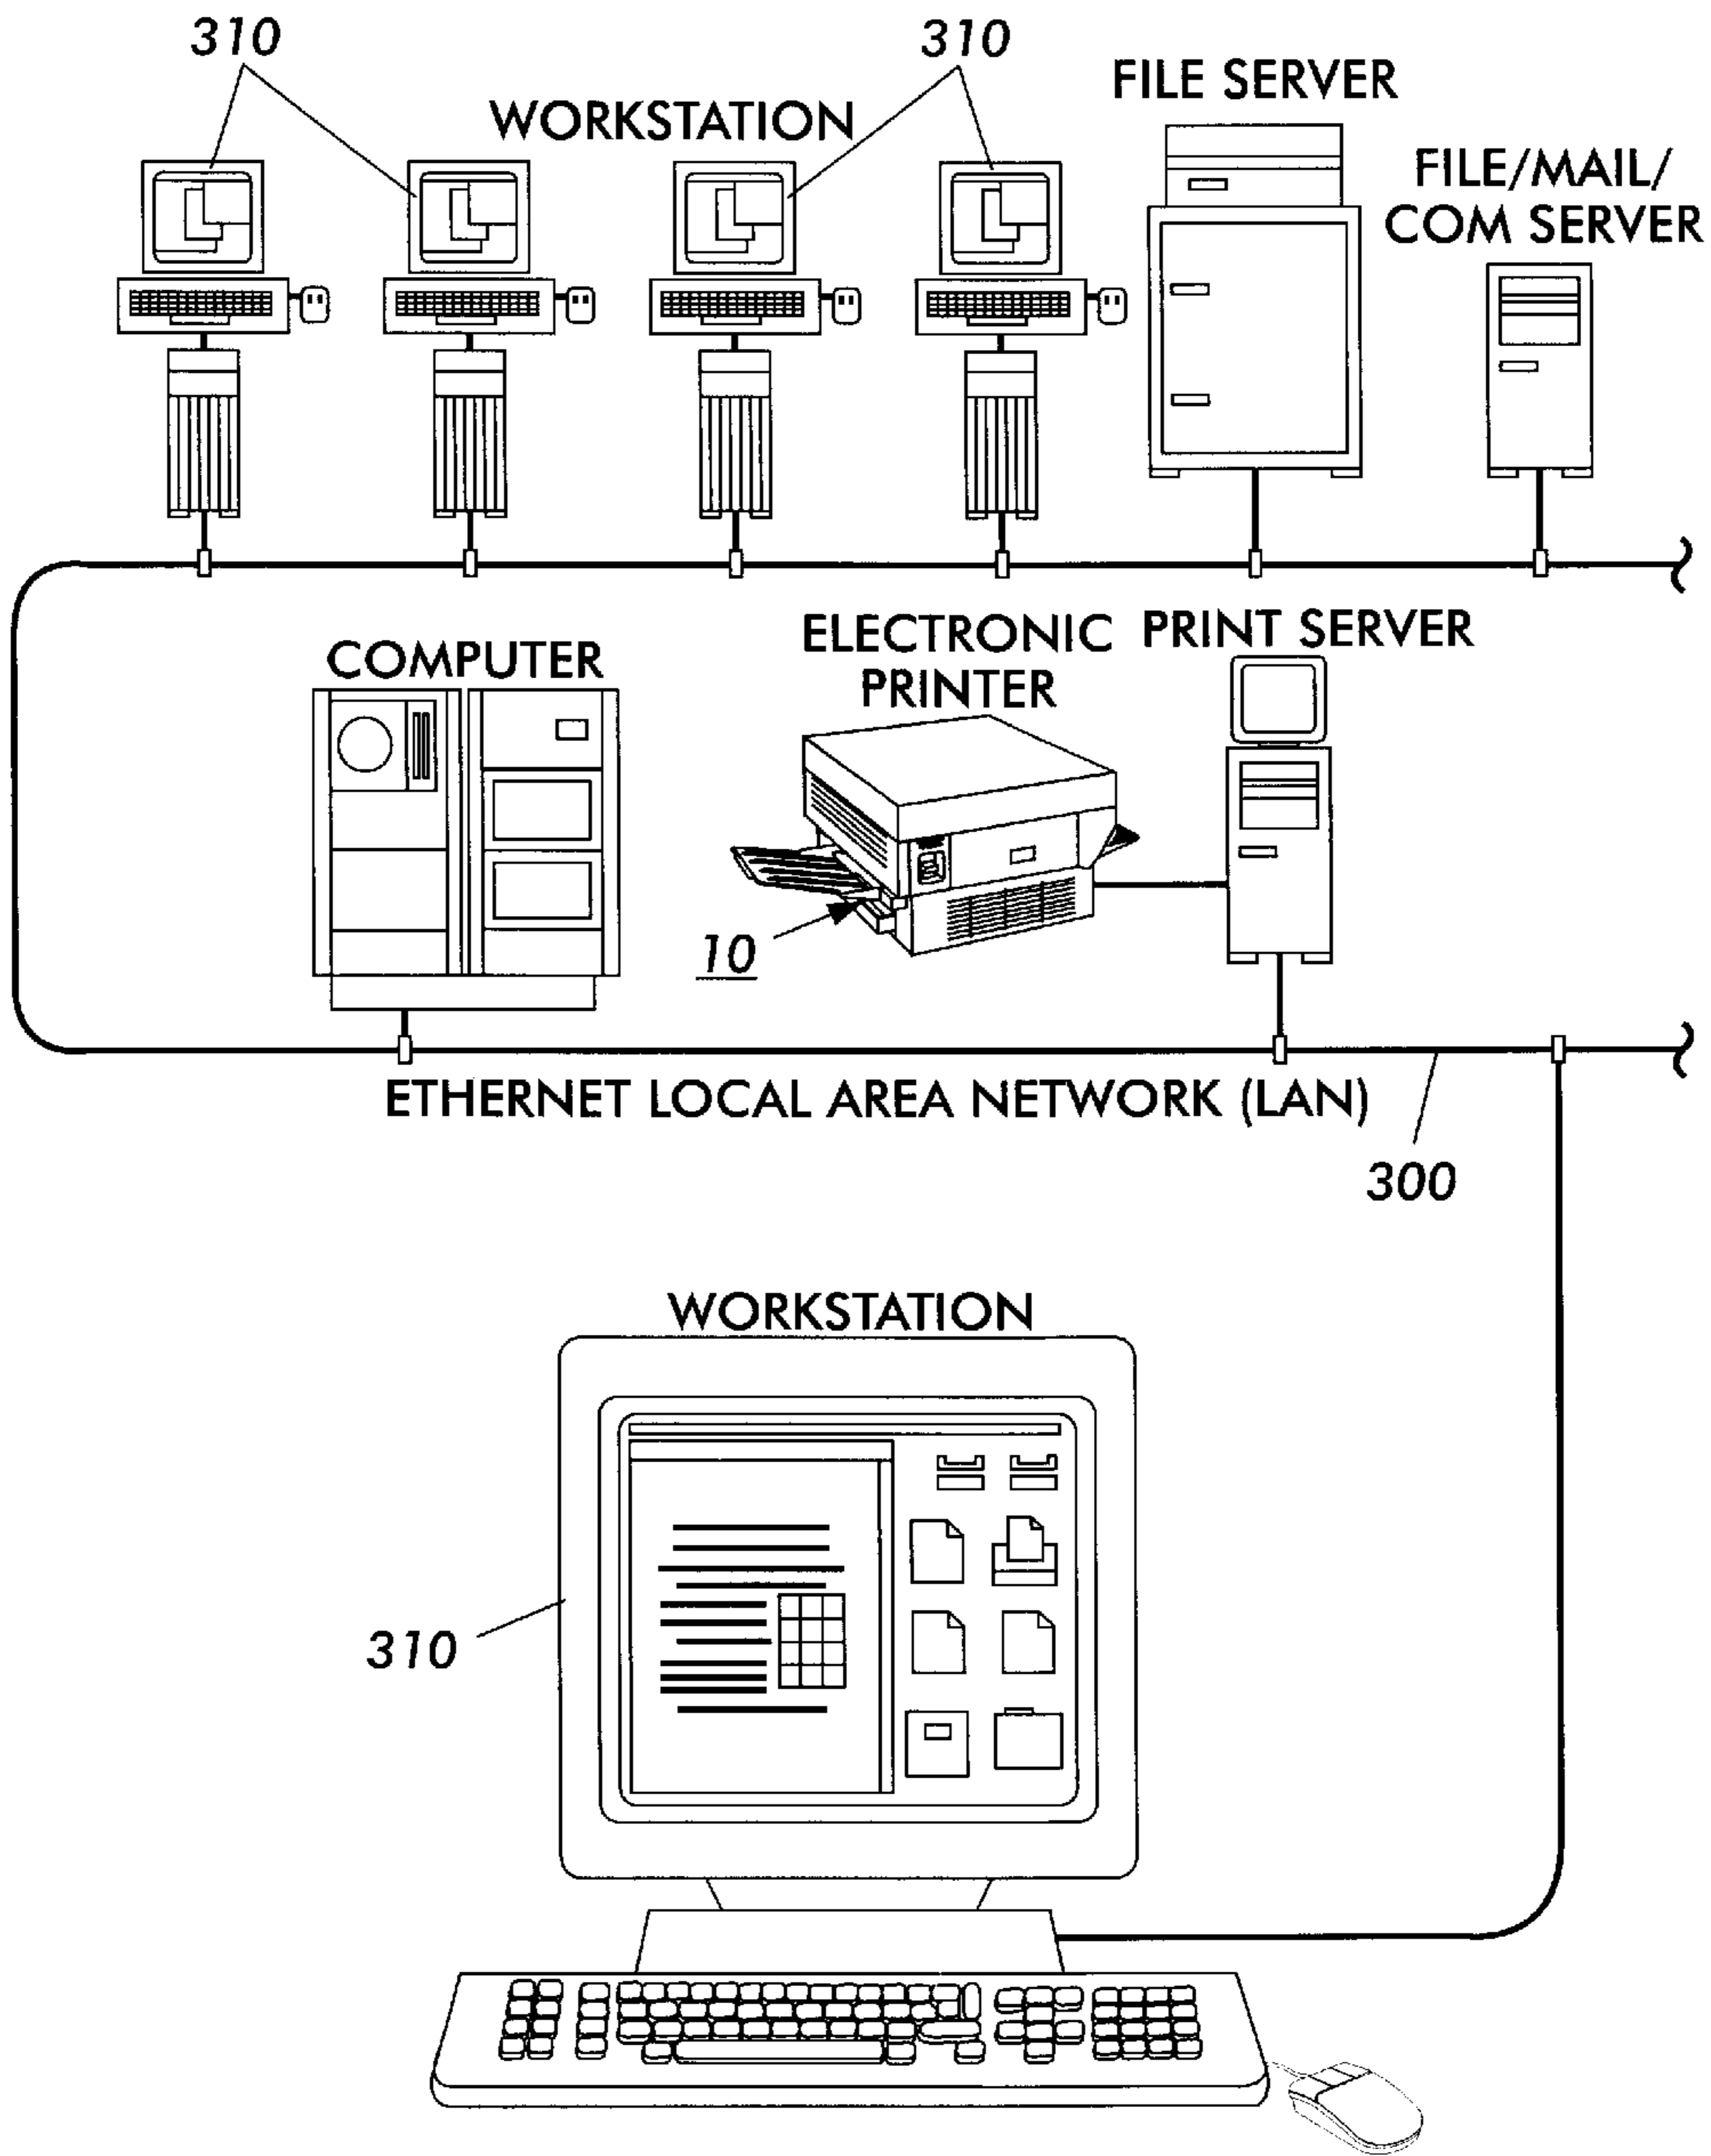 310
310
WORKSTATION
FILE SERVER
FILE/MAIL/
COM SERVER
COMPUTER
ELECTRONIC
PRINTER
PRINT SERVER
10
ETHERNET LOCAL AREA NETWORK (LAN)
300
WORKSTATION
310